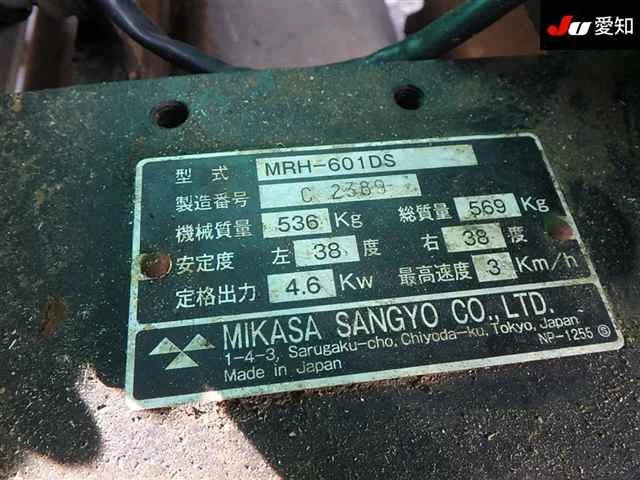 JU 愛知
型式 MRH-601DS
製造番号 C 2389
機械質量 536 Kg 総質量 569 Kg
安定度 左 38 度 右 38 度
定格出力 4.6 Kw 最高速度 3 Km/h
MIKASA SANGYO CO., LTD.
1-4-3, Sarugaku-cho, Chiyoda-ku, Tokyo, Japan
Made in Japan NP-1255 Ⓢ